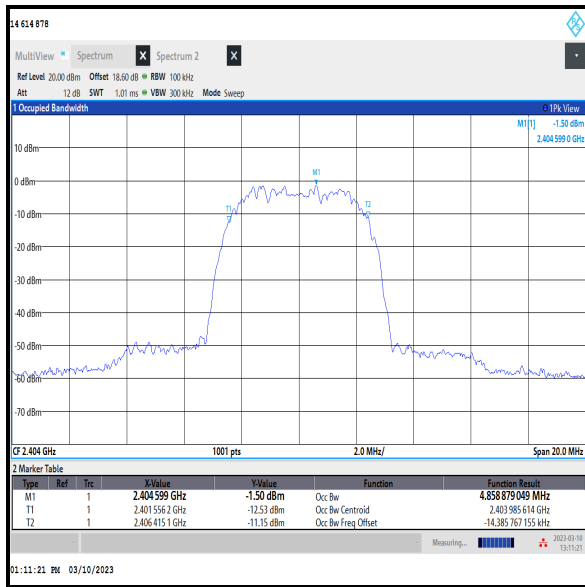 14 614 878
MultiView Spectrum X Spectrum 2 X
Ref Level 20.00 dBm Offset 18.60 dB RBW 100 kHz
Att 12 dB SWT 1.01 ms VBW 300 kHz Mode Sweep
1 Occupied Bandwidth 1Pk View
M1[1] -1.50 dBm
2.404 599 0 GHz
10 dBm
M1
0 dBm
T1 T2
-10 dBm
-20 dBm
-30 dBm
-40 dBm
-50 dBm
-60 dBm
-70 dBm
CF 2.404 GHz 1001 pts 2.0 MHz/ Span 20.0 MHz
2 Marker Table
Type Ref Trc X-Value Y-Value Function Function Result
M1 1 2.404 599 GHz -1.50 dBm Occ Bw 4.858 879 049 MHz
T1 1 2.401 556 2 GHz -12.53 dBm Occ Bw Centroid 2.403 985 614 GHz
T2 1 2.406 415 1 GHz -11.15 dBm Occ Bw Freq Offset -14.385 767 155 kHz
Measuring... 2023-03-10
13:11:21
01:11:21 PM 03/10/2023